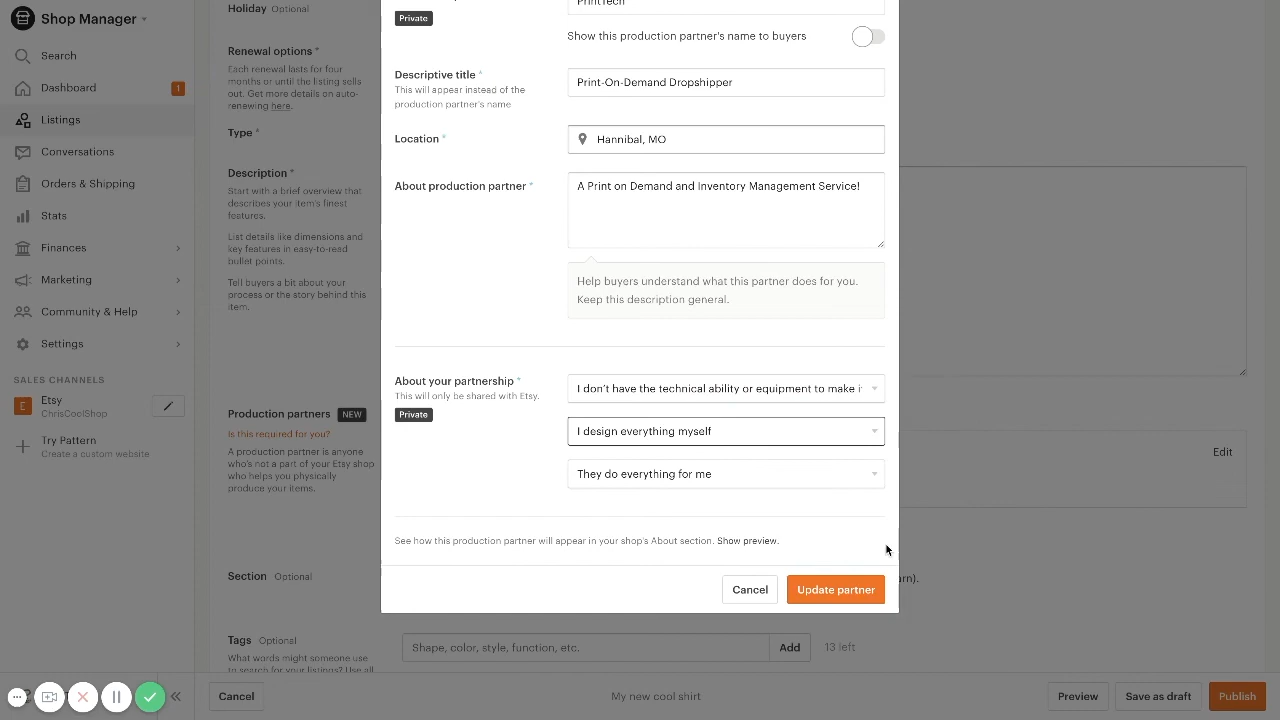 Shop Manager
Search
Dashboard
1
Listings
Conversations
Orders & Shipping
Stats
Finances
Marketing
Community & Help
Settings
SALES CHANNELS
E
Etsy
ChrisCoolShop
Try Pattern
Create a custom website
Holiday Optional
Renewal options *
Each renewal lasts for four
months or until the listing sells
out. Get more details on auto-
renewing here.
Type *
Description *
Start with a brief overview that
describes your item's finest
features.
List details like dimensions and
key features in easy-to-read
bullet points.
Tell buyers a bit about your
process or the story behind this
item.
Production partners NEW
Is this required for you?
A production partner is anyone
who's not a part of your Etsy shop
who helps you physically
produce your items.
Edit
Section Optional
arn).
Tags Optional
What words might someone use
to search for your listings? Use all
Shape, color, style, function, etc.
Add
13 left
Private
PrintTech
Show this production partner's name to buyers
Descriptive title *
This will appear instead of the
production partner's name
Print-On-Demand Dropshipper
Location *
Hannibal, MO
About production partner *
A Print on Demand and Inventory Management Service!
Help buyers understand what this partner does for you.
Keep this description general.
About your partnership *
This will only be shared with Etsy.
Private
I don't have the technical ability or equipment to make i
I design everything myself
They do everything for me
See how this production partner will appear in your shop's About section. Show preview.
Cancel
Update partner
Cancel
My new cool shirt
Preview
Save as draft
Publish